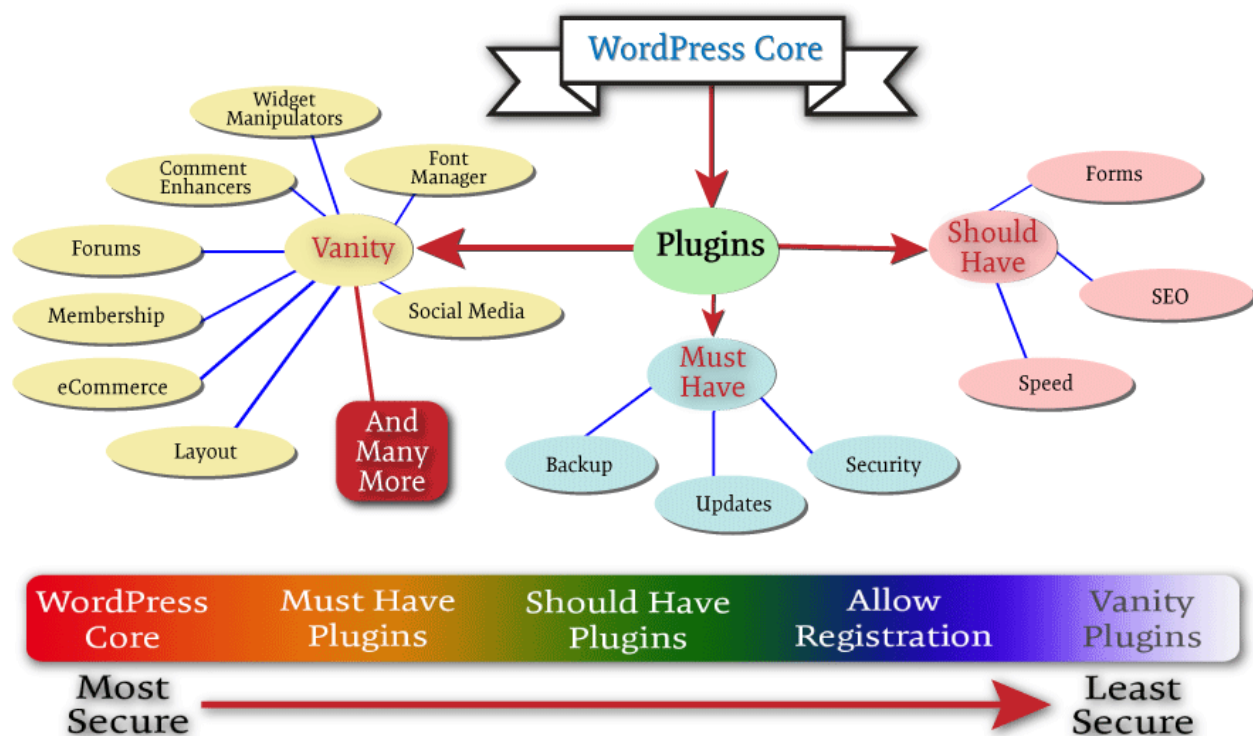 WordPress Core
Widget
Manipulators
Comment
Enhancers
Font
Manager
Forums
Vanity
Membership
Social Media
eCommerce
Layout
And
Many
More
Plugins
Must
Have
Backup
Updates
Security
Should
Have
Forms
SEO
Speed
WordPress
Core
Must Have
Plugins
Should Have
Plugins
Allow
Registration
Vanity
Plugins
Most
Secure
Least
Secure